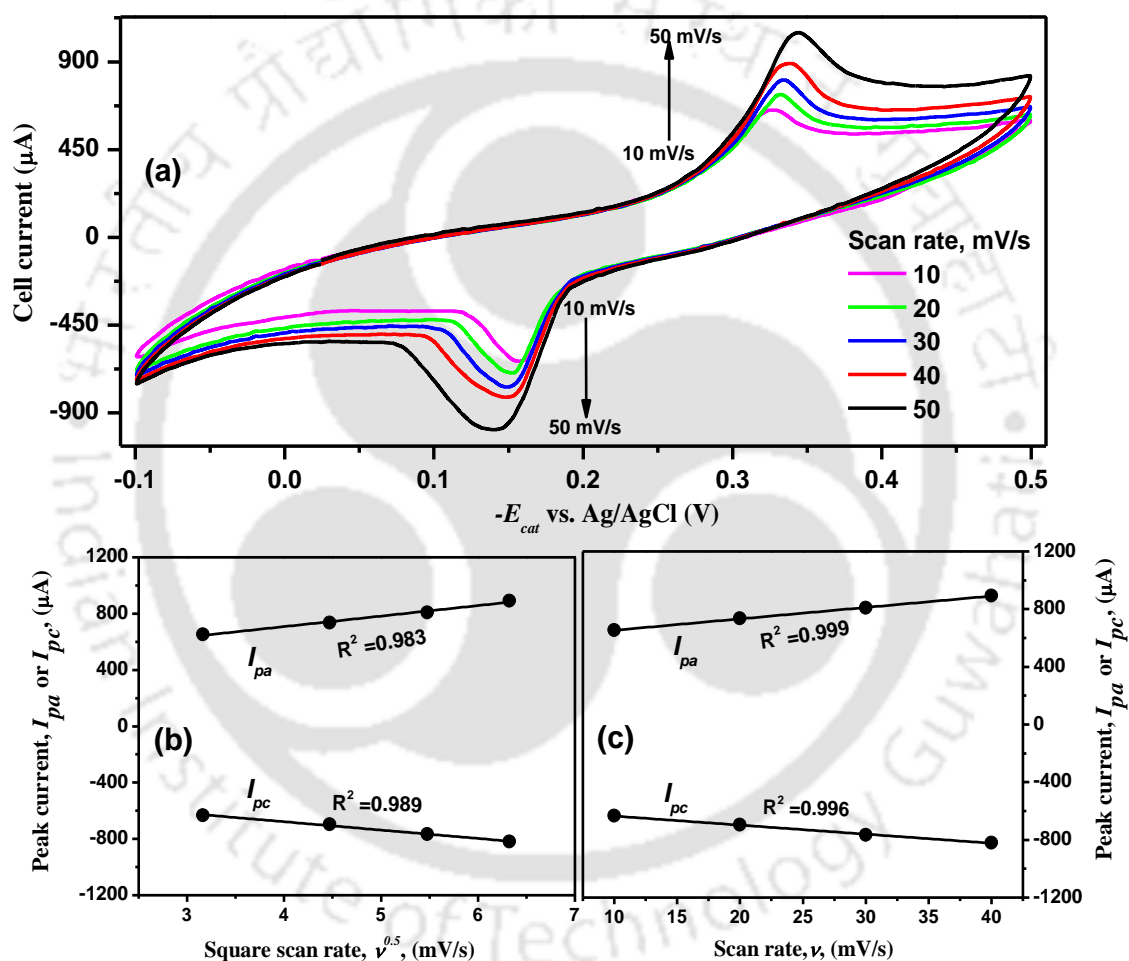 50 mV/s
10 mV/s
(a)
10 mV/s
50 mV/s
Scan rate, mV/s
10
20
30
40
50
900
450
0
-450
-900
Cell current (µA)
-0.1 0.0 0.1 0.2 0.3 0.4 0.5
-E_cat vs. Ag/AgCl (V)
1200
800
400
0
-400
-800
-1200
Peak current, I_pa or I_pc, (µA)
R²=0.983
I_pa
(b)
I_pc
R²=0.989
3 4 5 6 7
Square scan rate, ν^0.5, (mV/s)
R²=0.999
I_pa
(c)
I_pc
R²=0.996
10 15 20 25 30 35 40
Scan rate, ν, (mV/s)
1200
800
400
0
-400
-800
-1200
Peak current, I_pa or I_pc, (µA)
Indian Institute of Technology Guwahati